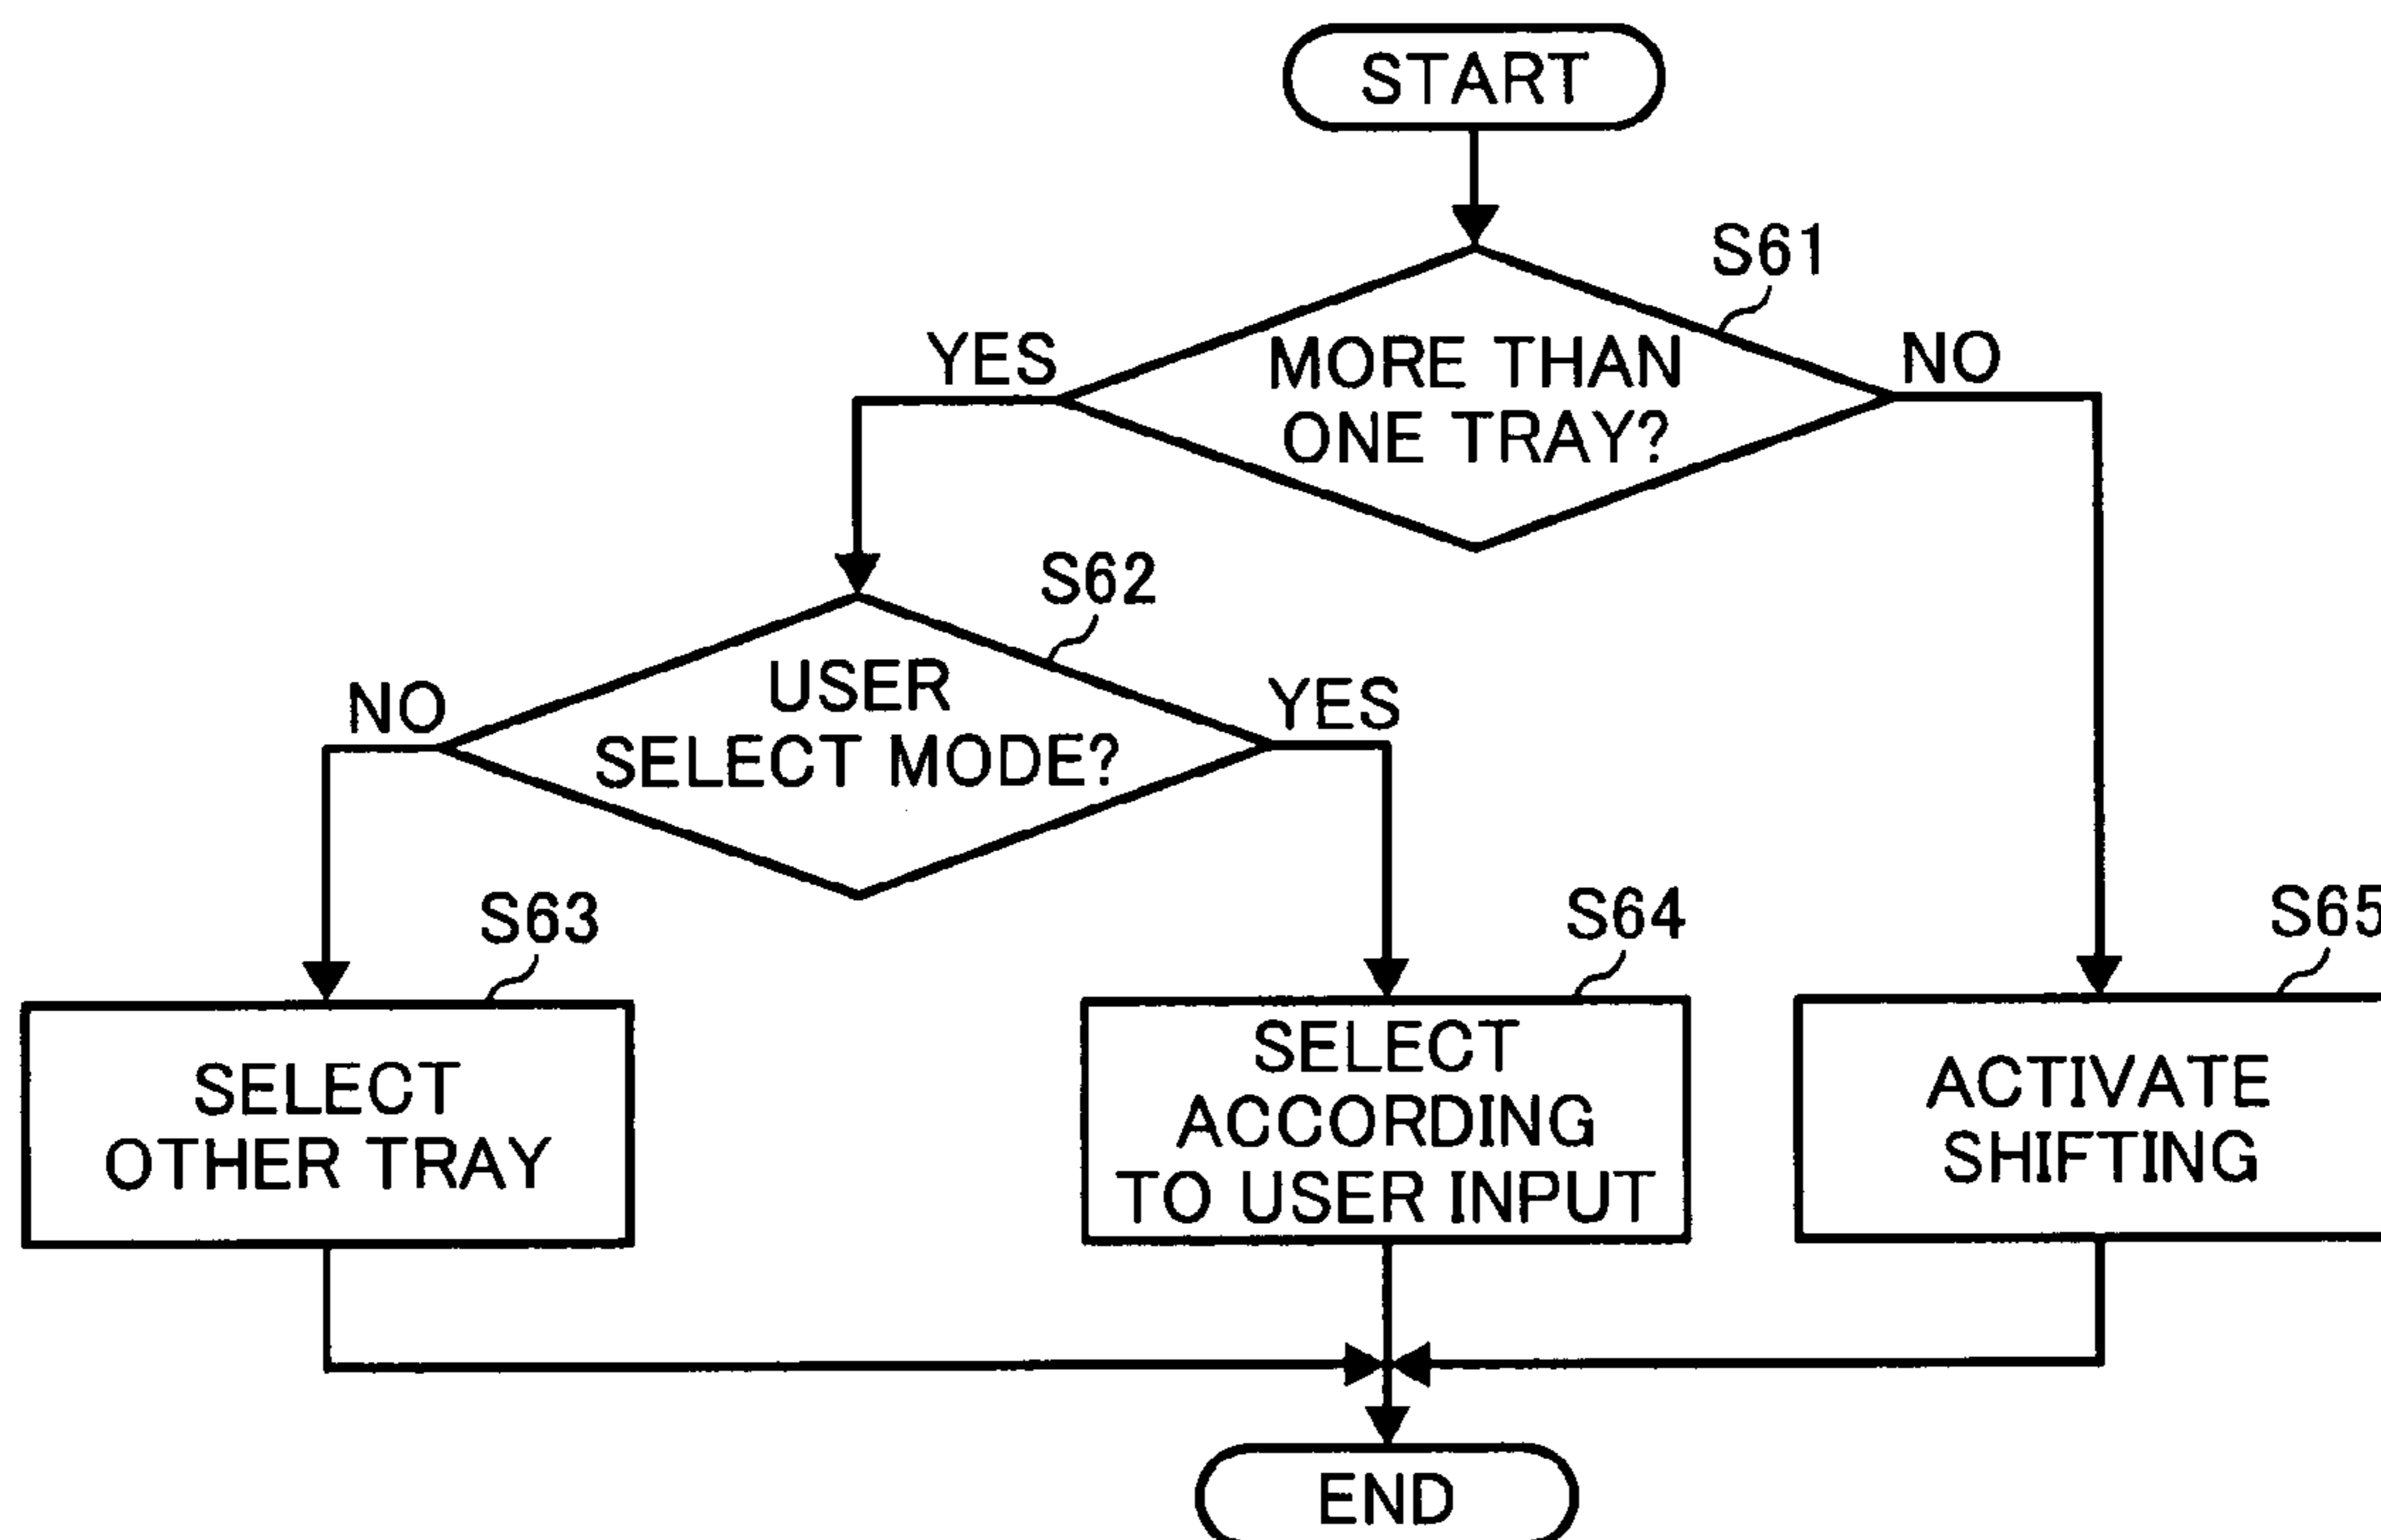 START
S61
YES
MORE THAN
NO
ONE TRAY?
S62
USER
NO
YES
SELECT MODE?
S63
S64
S65
SELECT
OTHER TRAY
SELECT
ACCORDING
TO USER INPUT
ACTIVATE
SHIFTING
END